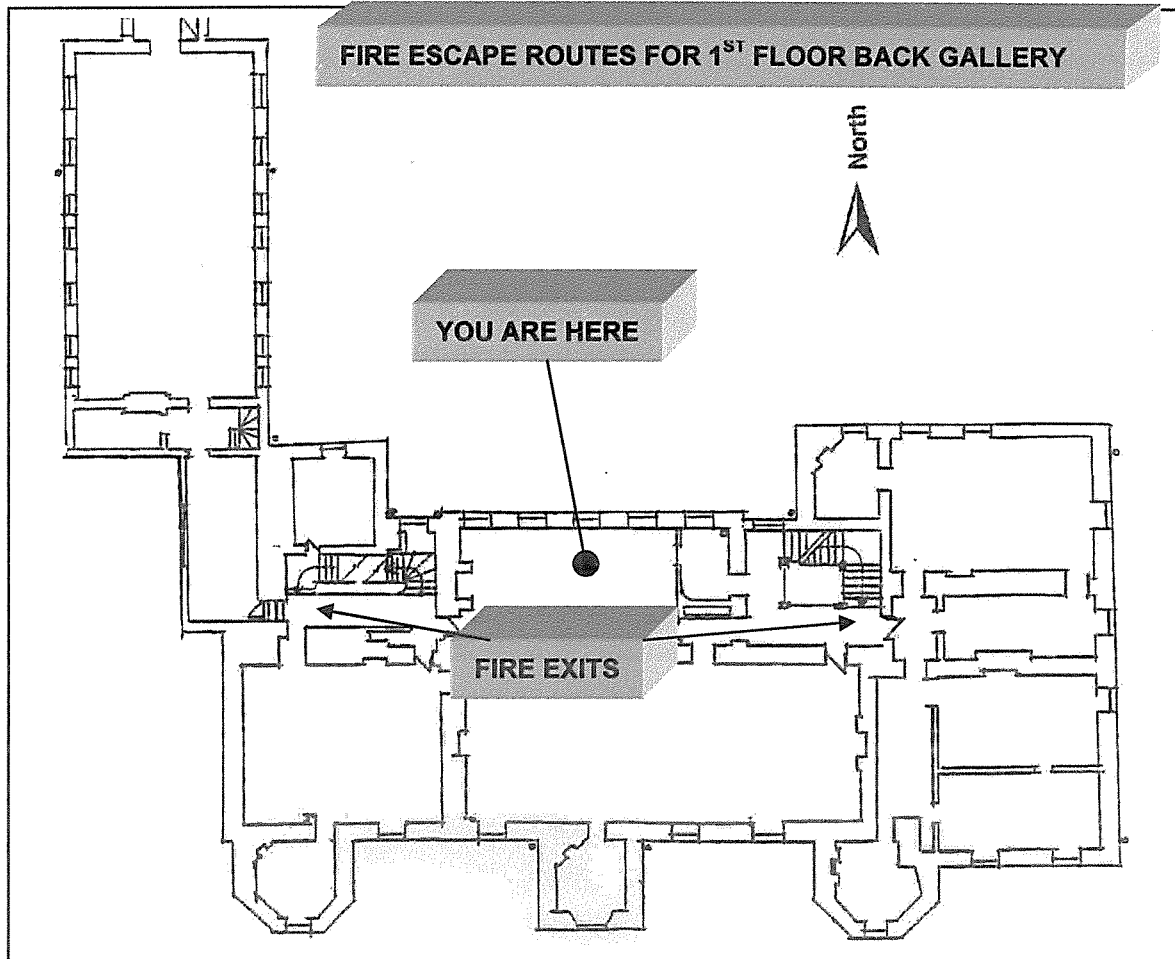 FIRE ESCAPE ROUTES FOR 1ST FLOOR BACK GALLERY
North
YOU ARE HERE
FIRE EXITS